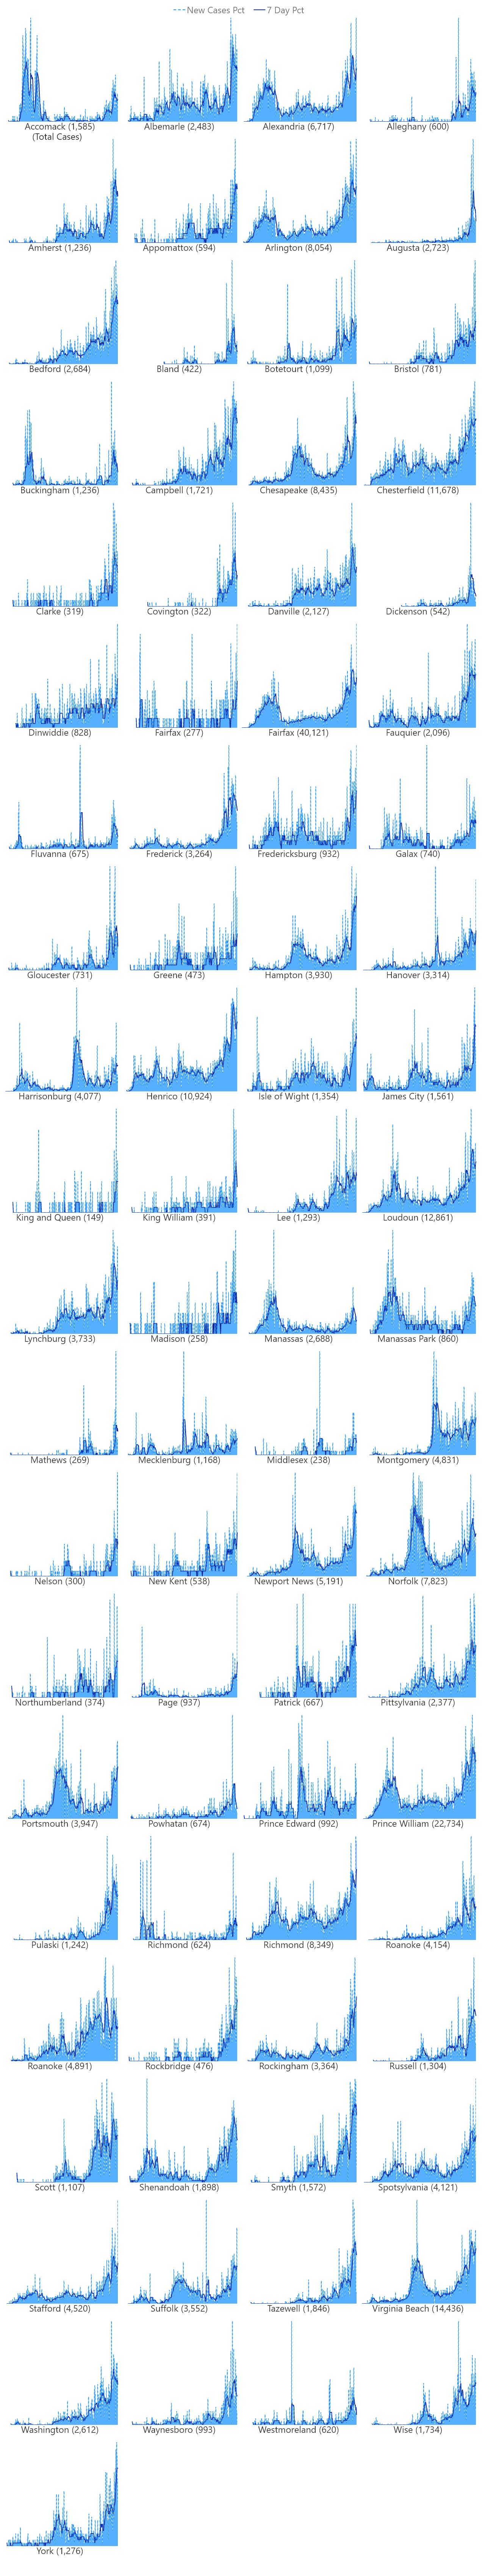 New Cases Pct 7 Day Pct
Accomack (1,585) Albemarle (2,483) Alexandria (6,717) Alleghany (600)
(Total Cases)
Amherst (1,236) Appomattox (594) Arlington (8,054) Augusta (2,723)
Bedford (2,684) Bland (422) Botetourt (1,099) Bristol (781)
Buckingham (1,236) Campbell (1,721) Chesapeake (8,435) Chesterfield (11,678)
Clarke (319) Covington (322) Danville (2,127) Dickenson (542)
Dinwiddie (828) Fairfax (277) Fairfax (40,121) Fauquier (2,096)
Fluvanna (675) Frederick (3,264) Fredericksburg (932) Galax (740)
Gloucester (731) Greene (473) Hampton (3,930) Hanover (3,314)
Harrisonburg (4,077) Henrico (10,924) Isle of Wight (1,354) James City (1,561)
King and Queen (149) King William (391) Lee (1,293) Loudoun (12,861)
Lynchburg (3,733) Madison (258) Manassas (2,688) Manassas Park (860)
Mathews (269) Mecklenburg (1,168) Middlesex (238) Montgomery (4,831)
Nelson (300) New Kent (538) Newport News (5,191) Norfolk (7,823)
Northumberland (374) Page (937) Patrick (667) Pittsylvania (2,377)
Portsmouth (3,947) Powhatan (674) Prince Edward (992) Prince William (22,734)
Pulaski (1,242) Richmond (624) Richmond (8,349) Roanoke (4,154)
Roanoke (4,891) Rockbridge (476) Rockingham (3,364) Russell (1,304)
Scott (1,107) Shenandoah (1,898) Smyth (1,572) Spotsylvania (4,121)
Stafford (4,520) Suffolk (3,552) Tazewell (1,846) Virginia Beach (14,436)
Washington (2,612) Waynesboro (993) Westmoreland (620) Wise (1,734)
York (1,276)